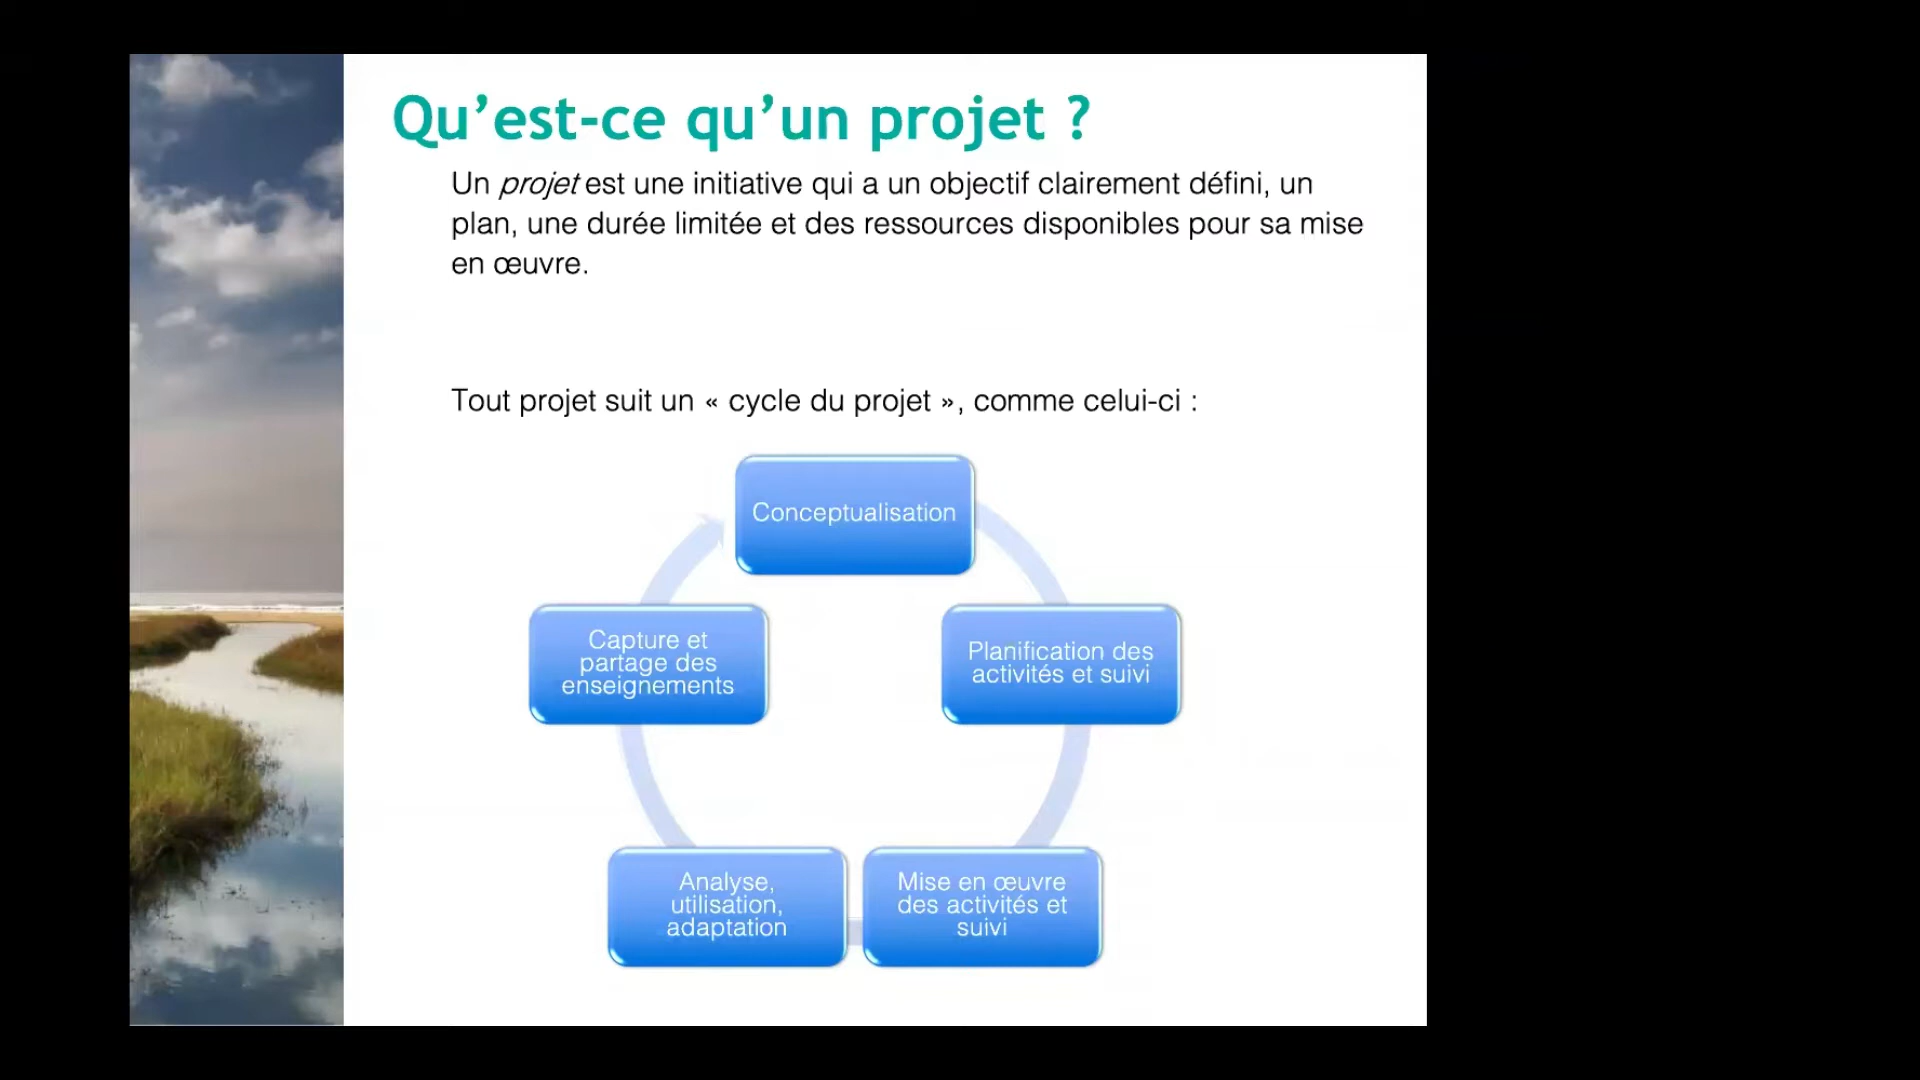 Qu’est-ce qu’un projet ?
Un projet est une initiative qui a un objectif clairement défini, un
plan, une durée limitée et des ressources disponibles pour sa mise
en œuvre.
Tout projet suit un « cycle du projet », comme celui-ci :
Conceptualisation
Planification des
activités et suivi
Mise en œuvre
des activités et
suivi
Analyse,
utilisation,
adaptation
Capture et
partage des
enseignements